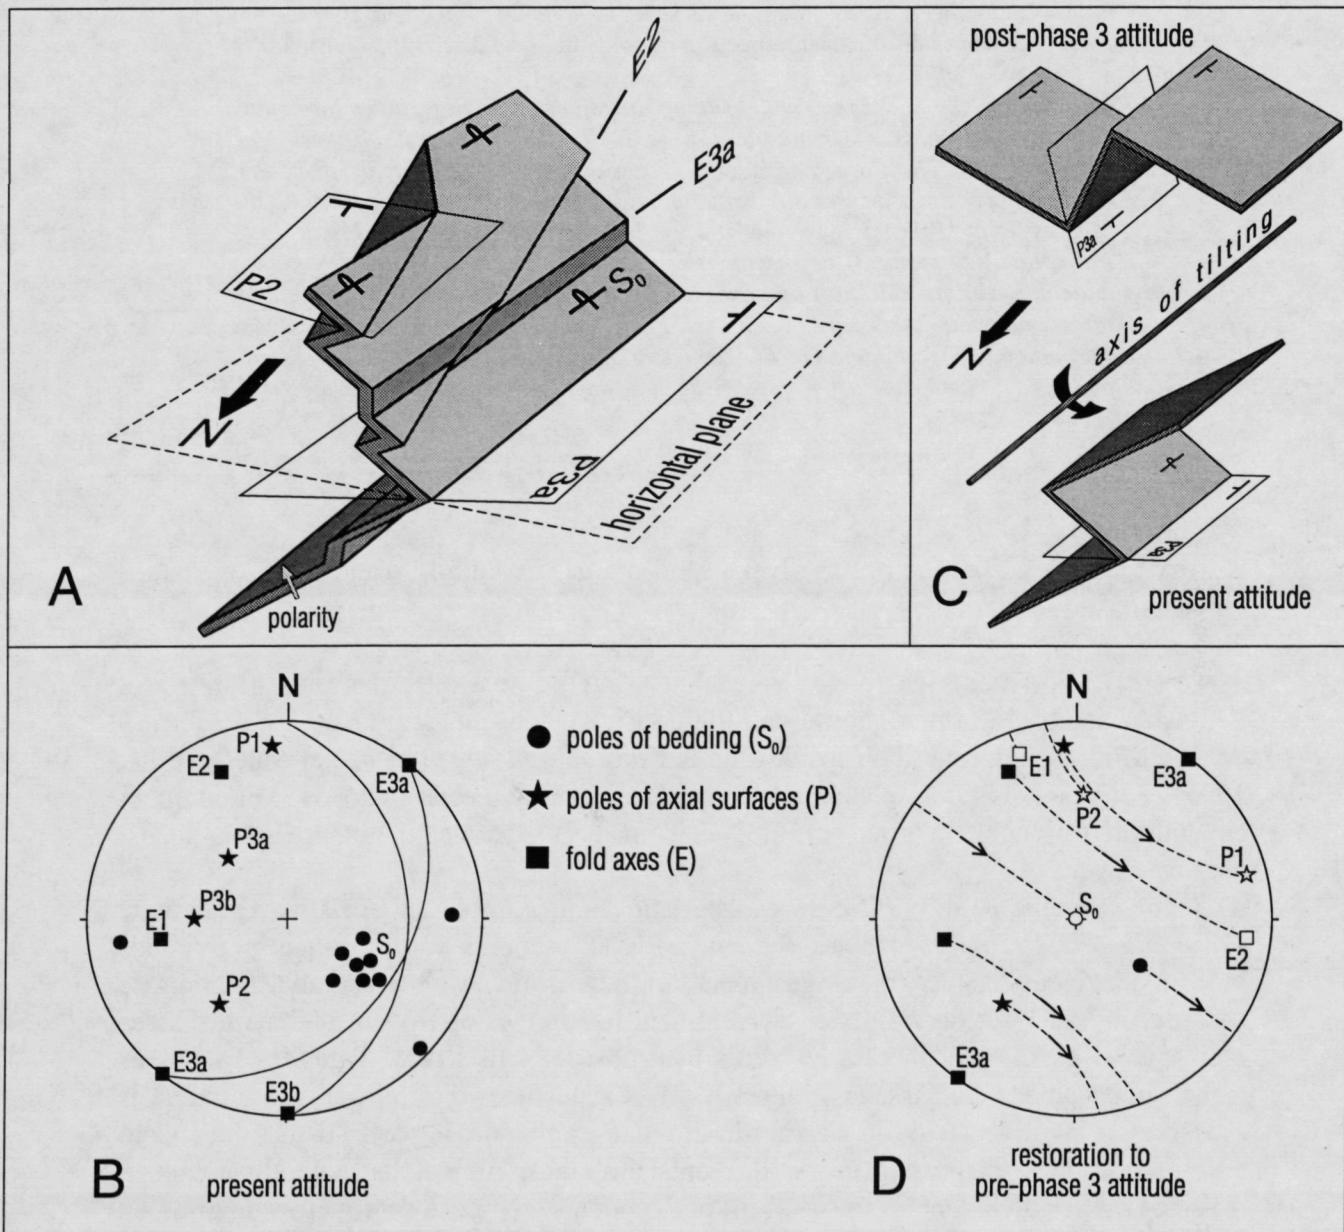 E2
E3a
S₀
P2
N
P3a
horizontal plane
polarity
A
post-phase 3 attitude
P3a
axis of tilting
N
P3a
present attitude
C
N
P1
E2
E3a
P3a
P3b
E1
S₀
P2
E3a
E3b
B
present attitude
poles of bedding (S₀)
poles of axial surfaces (P)
fold axes (E)
N
E1
E3a
P2
P1
S₀
E2
E3a
D
restoration to
pre-phase 3 attitude